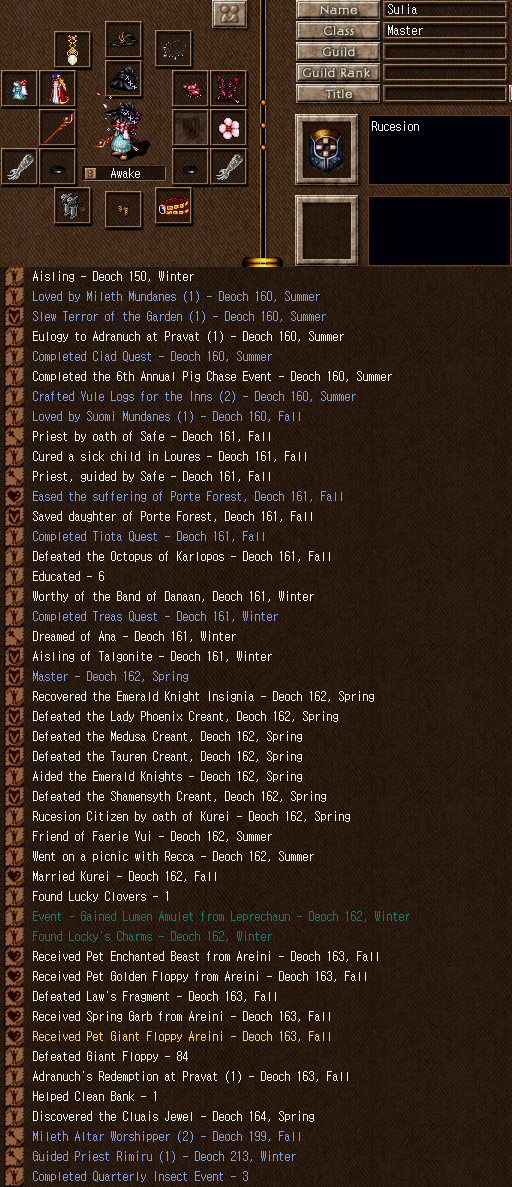 Name
Sulia
Class
Master
Guild
Guild Rank
Title
Rucesion
Awake
Aisling - Deoch 150, Winter
Loved by Mileth Mundanes (1) - Deoch 160, Summer
Slew Terror of the Garden (1) - Deoch 160, Summer
Eulogy to Adranuch at Pravat (1) - Deoch 160, Summer
Completed Ciad Quest - Deoch 160, Summer
Completed the 6th Annual Pig Chase Event - Deoch 160, Summer
Crafted Yule Logs for the Inns (2) - Deoch 160, Summer
Loved by Suomi Mundanes (1) - Deoch 160, Fall
Priest by oath of Safe - Deoch 161, Fall
Cured a sick child in Loures - Deoch 161, Fall
Priest, guided by Safe - Deoch 161, Fall
Eased the suffering of Porte Forest, Deoch 161, Fall
Saved daughter of Porte Forest, Deoch 161, Fall
Completed Tiota Quest - Deoch 161, Fall
Defeated the Octopus of Karlopos - Deoch 161, Fall
Educated - 6
Worthy of the Band of Danaan, Deoch 161, Winter
Completed Treas Quest - Deoch 161, Winter
Dreamed of Ana - Deoch 161, Winter
Aisling of Talgonite - Deoch 161, Winter
Master - Deoch 162, Spring
Recovered the Emerald Knight Insignia - Deoch 162, Spring
Defeated the Lady Phoenix Creant, Deoch 162, Spring
Defeated the Medusa Creant, Deoch 162, Spring
Defeated the Tauren Creant, Deoch 162, Spring
Aided the Emerald Knights - Deoch 162, Spring
Defeated the Shamensyth Creant, Deoch 162, Spring
Rucesion Citizen by oath of Kurei - Deoch 162, Spring
Friend of Faerie Yui - Deoch 162, Summer
Went on a picnic with Recca - Deoch 162, Summer
Married Kurei - Deoch 162, Fall
Found Lucky Clovers - 1
Event - Gained Lumen Amulet from Leprechaun - Deoch 162, Winter
Found Locky's Charms - Deoch 162, Winter
Received Pet Enchanted Beast from Areini - Deoch 163, Fall
Received Pet Golden Floppy from Areini - Deoch 163, Fall
Defeated Law's Fragment - Deoch 163, Fall
Received Spring Garb from Areini - Deoch 163, Fall
Received Pet Giant Floppy Areini - Deoch 163, Fall
Defeated Giant Floppy - 84
Adranuch's Redemption at Pravat (1) - Deoch 163, Fall
Helped Clean Bank - 1
Discovered the Cluais Jewel - Deoch 164, Spring
Mileth Altar Worshipper (2) - Deoch 199, Fall
Guided Priest Rimiru (1) - Deoch 213, Winter
Completed Quarterly Insect Event - 3